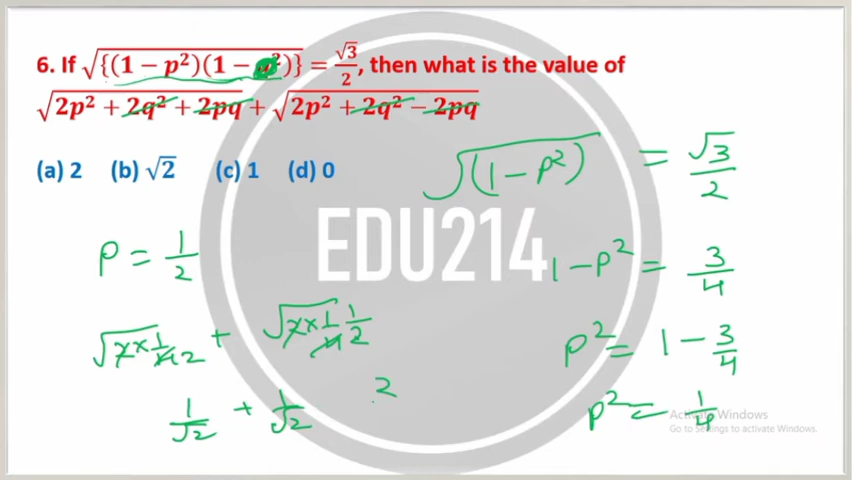 6. If √{(1 − p²)(1 − q²)} = √3/2, then what is the value of
√2p² + 2q² + 2pq + √2p² + 2q² − 2pq
(a) 2 (b) √2 (c) 1 (d) 0
√(1 − p²) = √3/2
EDU214
p = 1/2
1 − p² = 3/4
√2×1/4 2 + √2×1/4 1/2
p² = 1 − 3/4
1/√2 + 1/√2
2
p² = 1/4
Activate Windows
Go to Settings to activate Windows.